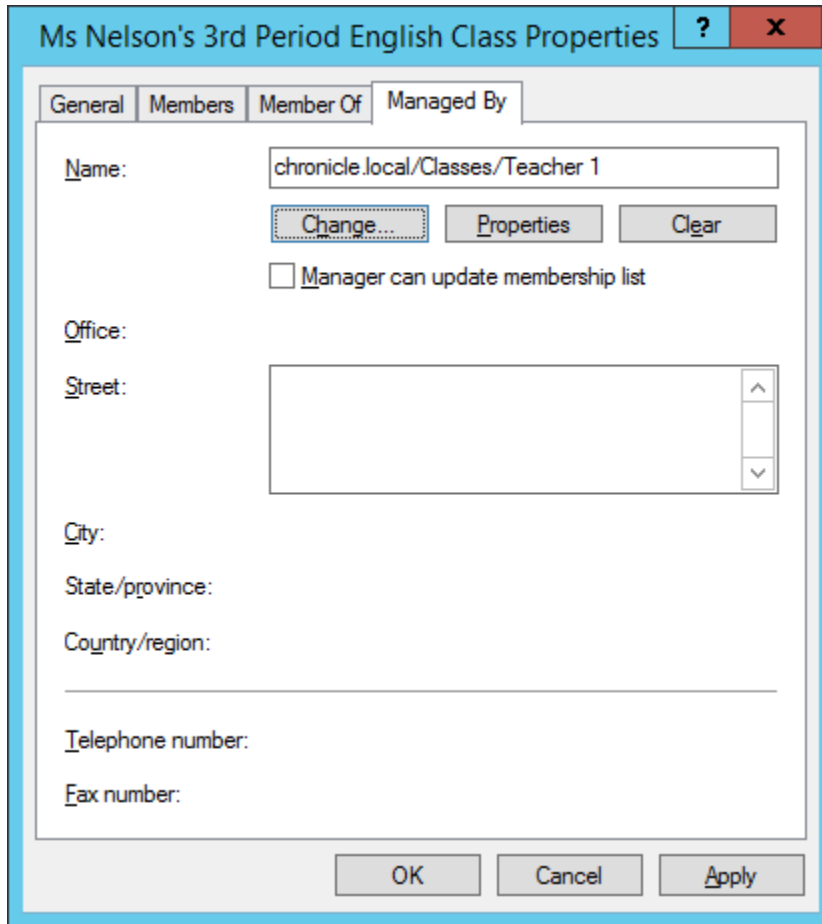 Ms Nelson's 3rd Period English Class Properties ? x
General Members Member Of Managed By
Name: chronicle.local/Classes/Teacher 1
Change... Properties Clear
Manager can update membership list
Office:
Street:
City:
State/province:
Country/region:
Telephone number:
Fax number:
OK Cancel Apply